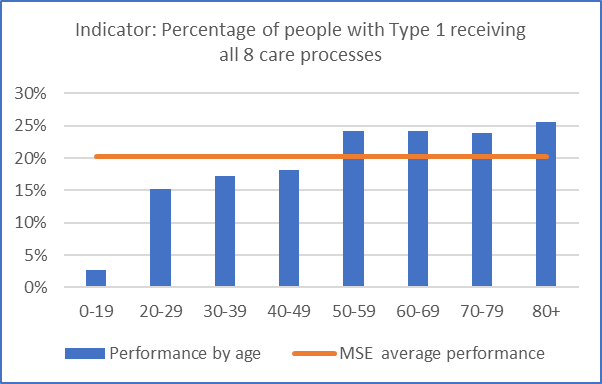 Indicator: Percentage of people with Type 1 receiving
all 8 care processes
30%
25%
20%
15%
10%
5%
0%
0-19 20-29 30-39 40-49 50-59 60-69 70-79 80+
Performance by age MSE average performance